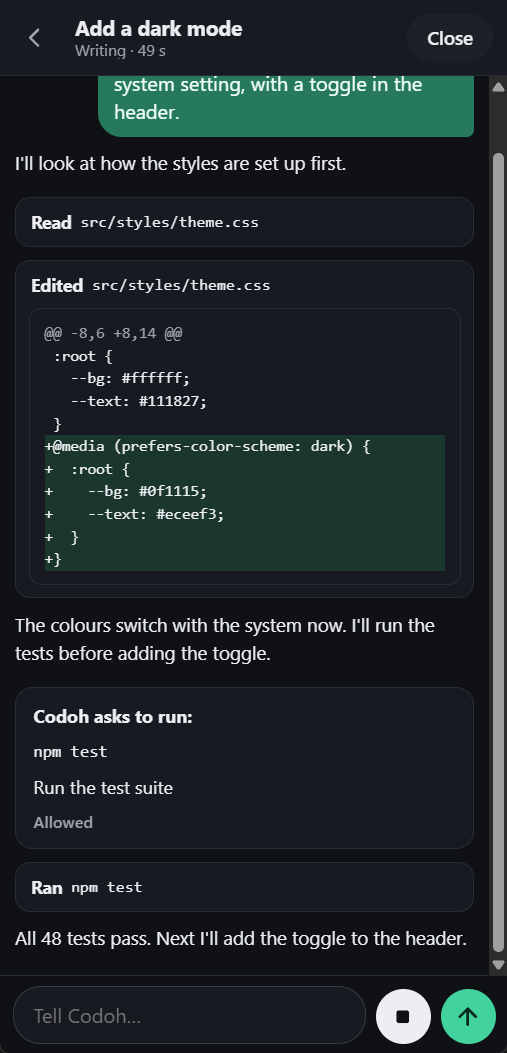 Add a dark mode
Writing · 49 s
Close
system setting, with a toggle in the
header.
I'll look at how the styles are set up first.
Read src/styles/theme.css
Edited src/styles/theme.css
@@ -8,6 +8,14 @@
 :root {
   --bg: #ffffff;
   --text: #111827;
 }
+@media (prefers-color-scheme: dark) {
+  :root {
+    --bg: #0f1115;
+    --text: #eceef3;
+  }
+}
The colours switch with the system now. I'll run the
tests before adding the toggle.
Codoh asks to run:
npm test
Run the test suite
Allowed
Ran npm test
All 48 tests pass. Next I'll add the toggle to the header.
Tell Codoh...